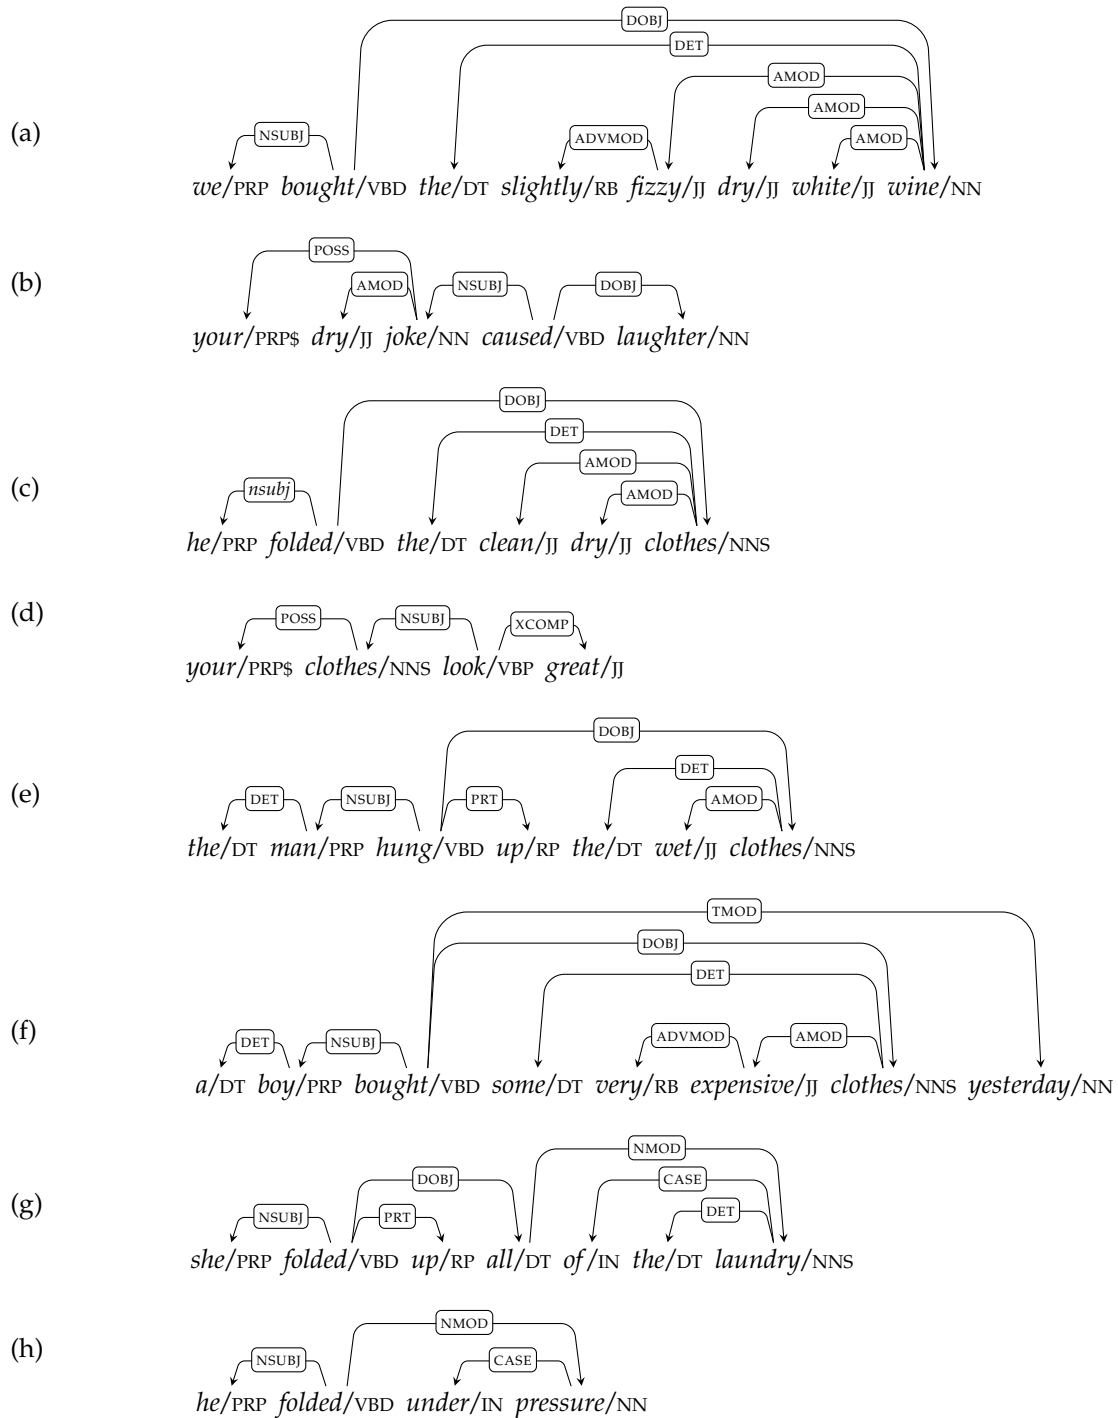 DOBJ
DET
AMOD
AMOD
(a) NSUBJ ADVMOD AMOD
we/PRP bought/VBD the/DT slightly/RB fizzy/JJ dry/JJ white/JJ wine/NN
POSS
(b) AMOD NSUBJ DOBJ
your/PRP$ dry/JJ joke/NN caused/VBD laughter/NN
DOBJ
DET
AMOD
(c) nsubj AMOD
he/PRP folded/VBD the/DT clean/JJ dry/JJ clothes/NNS
(d) POSS NSUBJ XCOMP
your/PRP$ clothes/NNS look/VBP great/JJ
DOBJ
DET
(e) DET NSUBJ PRT AMOD
the/DT man/PRP hung/VBD up/RP the/DT wet/JJ clothes/NNS
TMOD
DOBJ
DET
(f) DET NSUBJ ADVMOD AMOD
a/DT boy/PRP bought/VBD some/DT very/RB expensive/JJ clothes/NNS yesterday/NN
NMOD
DOBJ CASE
(g) NSUBJ PRT DET
she/PRP folded/VBD up/RP all/DT of/IN the/DT laundry/NNS
NMOD
(h) NSUBJ CASE
he/PRP folded/VBD under/IN pressure/NN